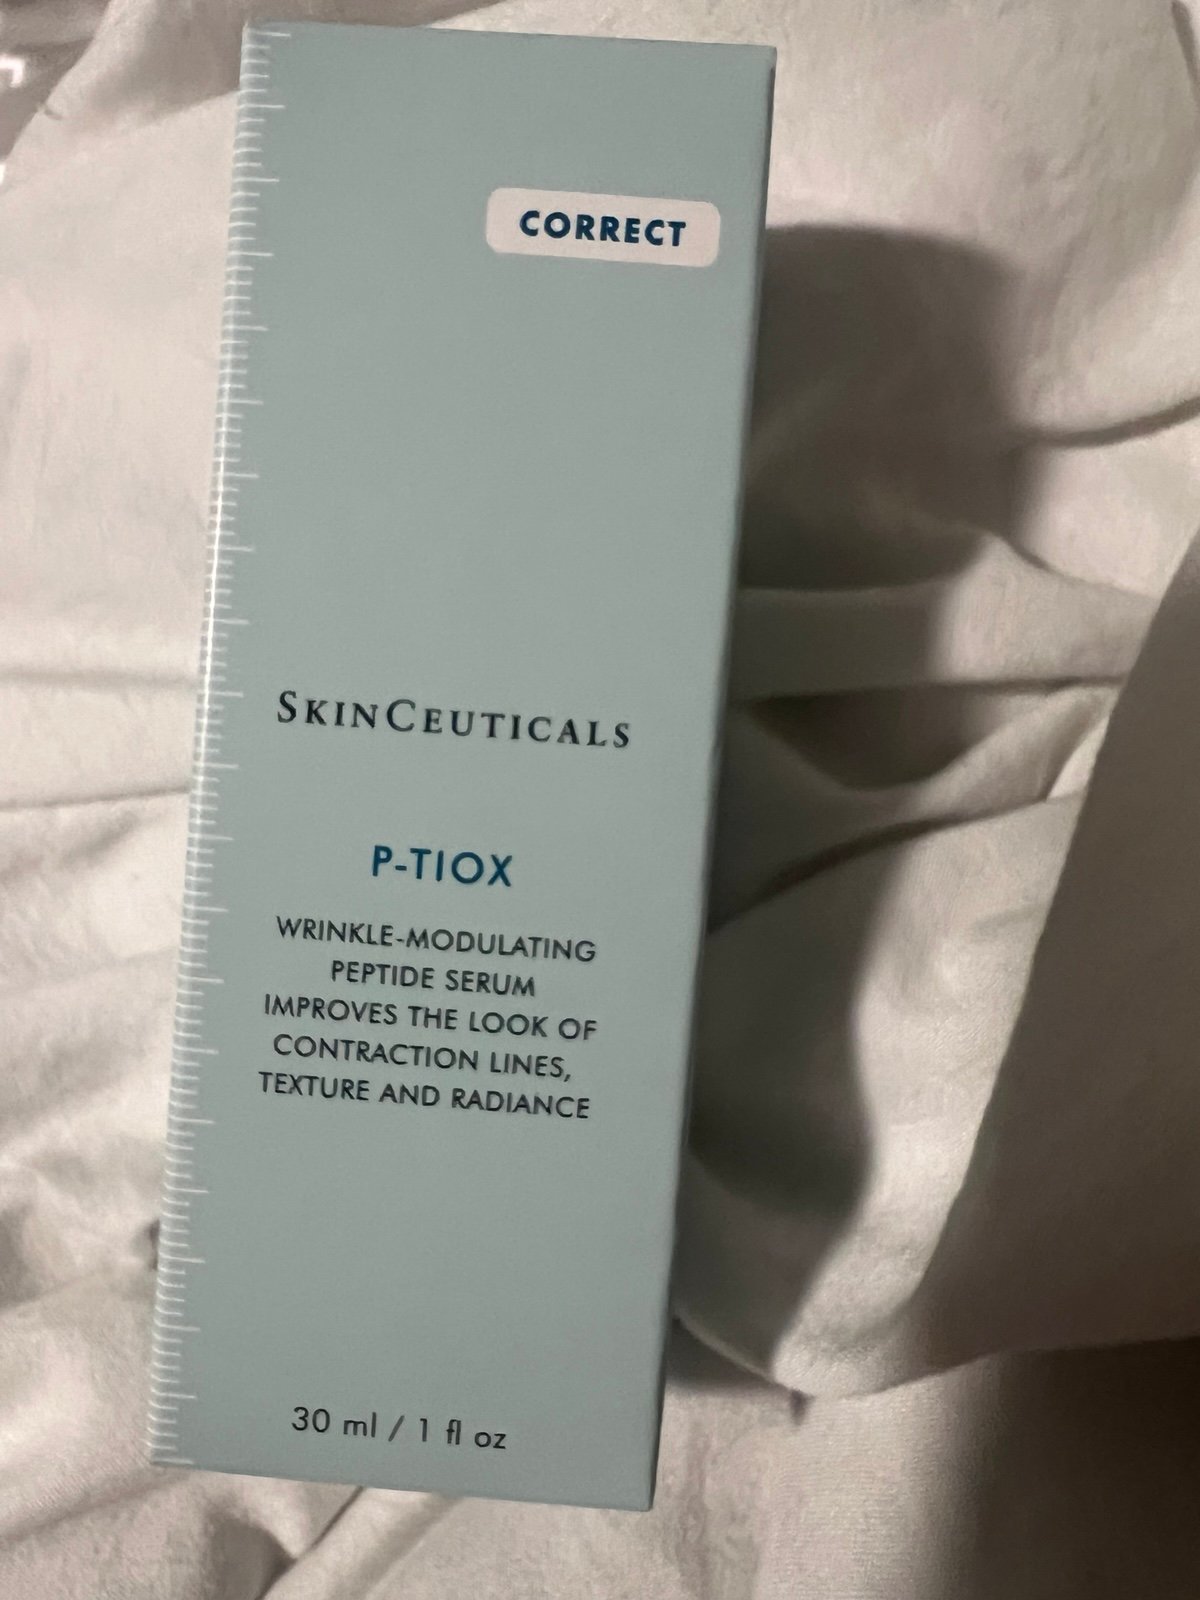 CORRECT
SKINCEUTICALS
P-TIOX
WRINKLE-MODULATING
PEPTIDE SERUM
IMPROVES THE LOOK OF
CONTRACTION LINES,
TEXTURE AND RADIANCE
30 ml / 1 fl oz